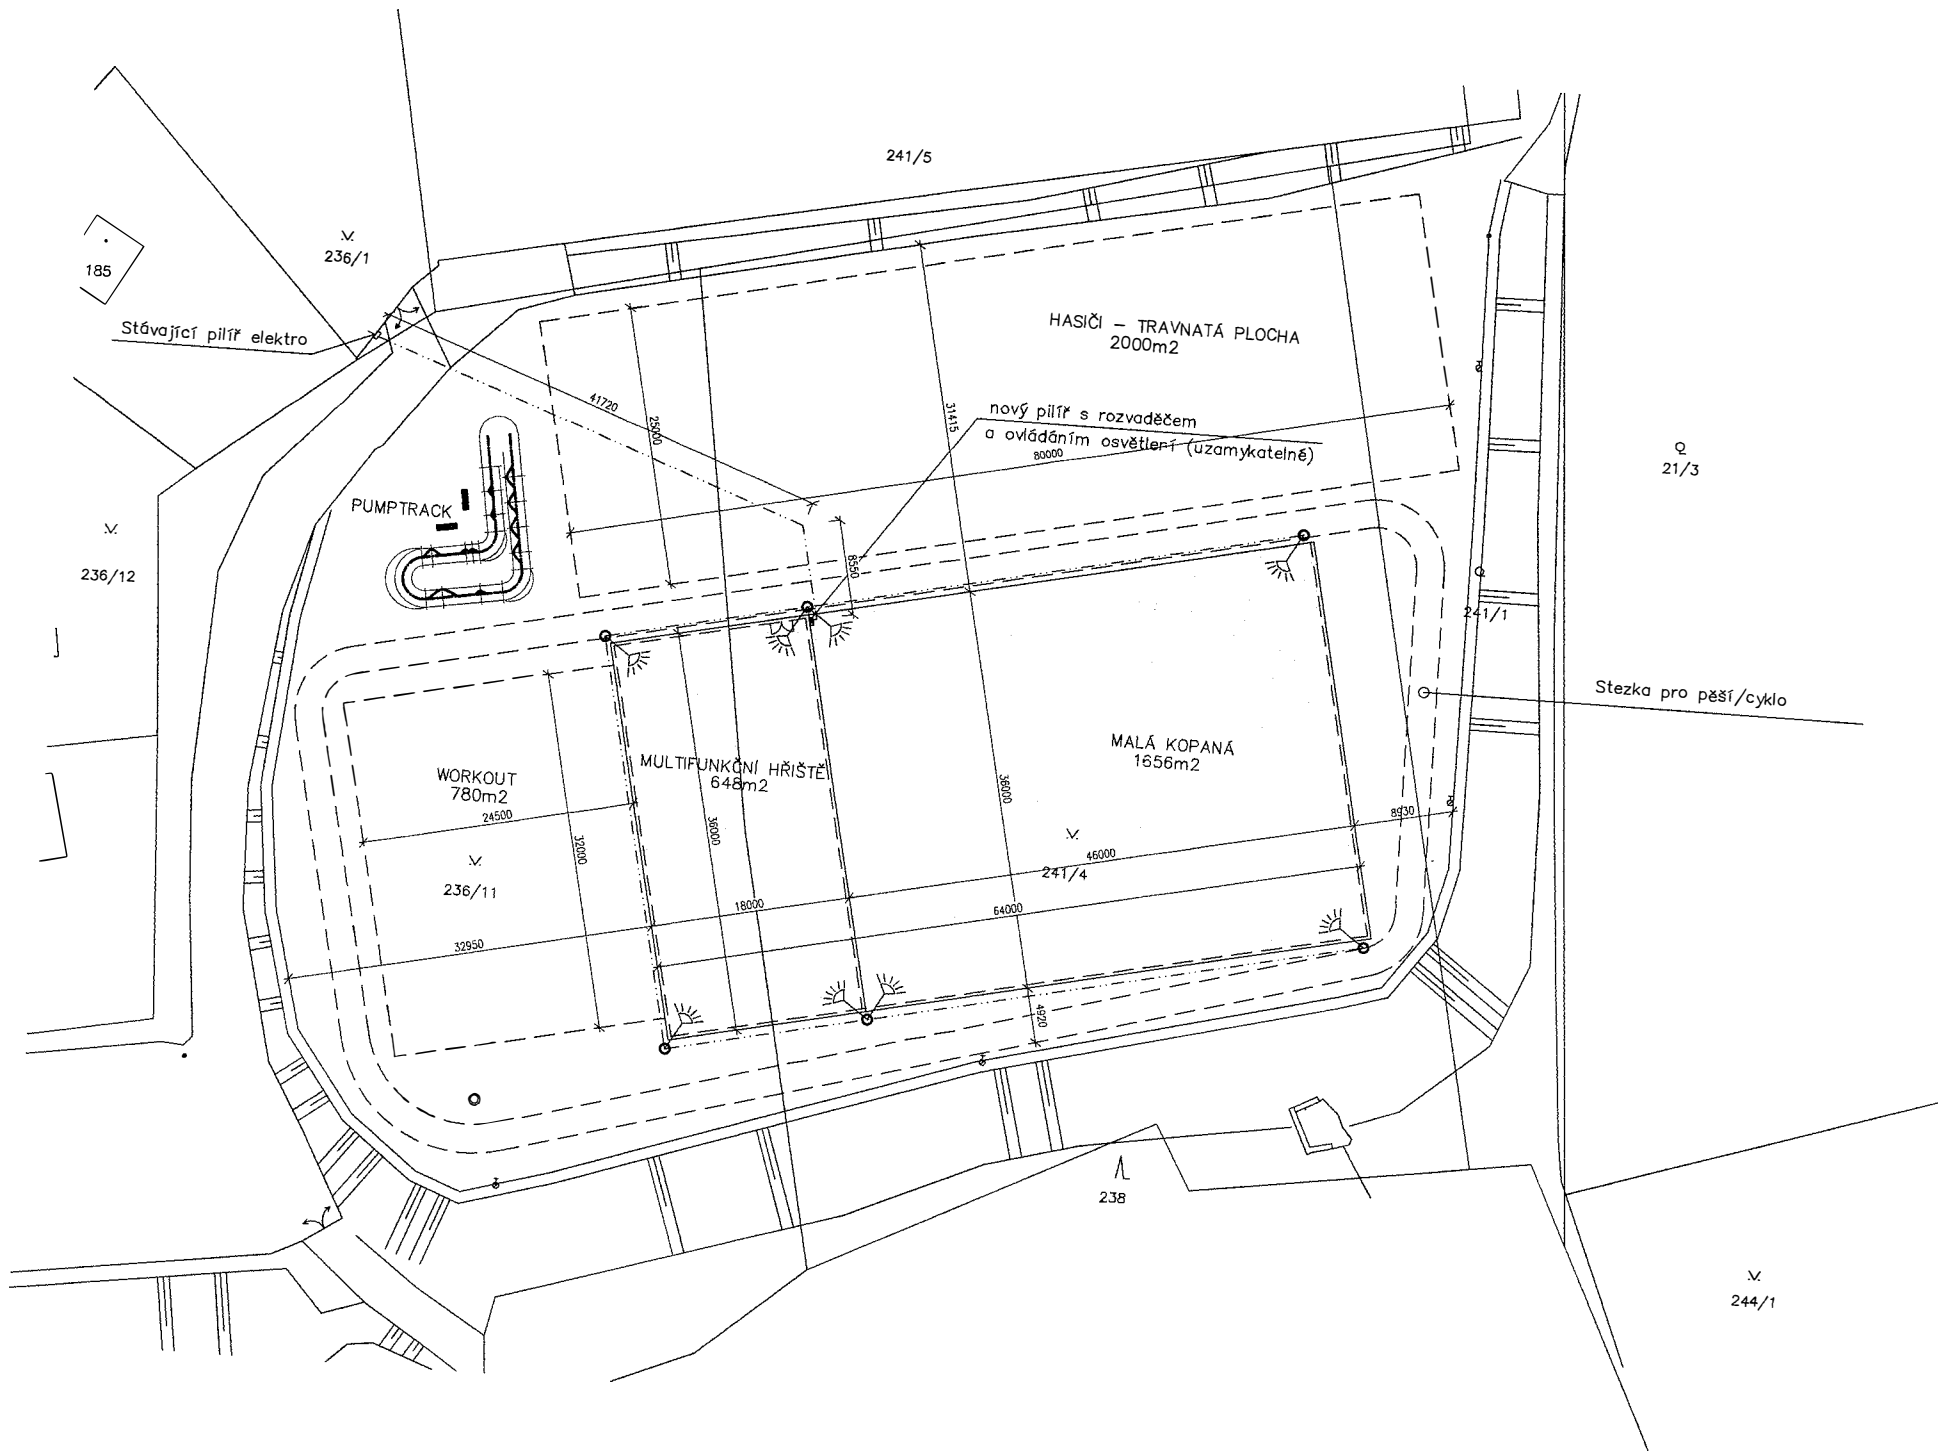 241/5
236/1
185
Stávající pilíř elektro
HASIČI – TRAVNATÁ PLOCHA
2000m2
41720
25000
31415
nový pilíř s rozvaděčem
a ovládáním osvětlení (uzamykatelné)
80000
21/3
PUMPTRACK
236/12
8550
241/1
Stezka pro pěší/cyklo
MALÁ KOPANÁ
1656m2
MULTIFUNKČNÍ HŘIŠTĚ
648m2
WORKOUT
780m2
24500
32000
36000
36000
8930
46000
241/4
236/11
18000
64000
32950
4920
238
244/1